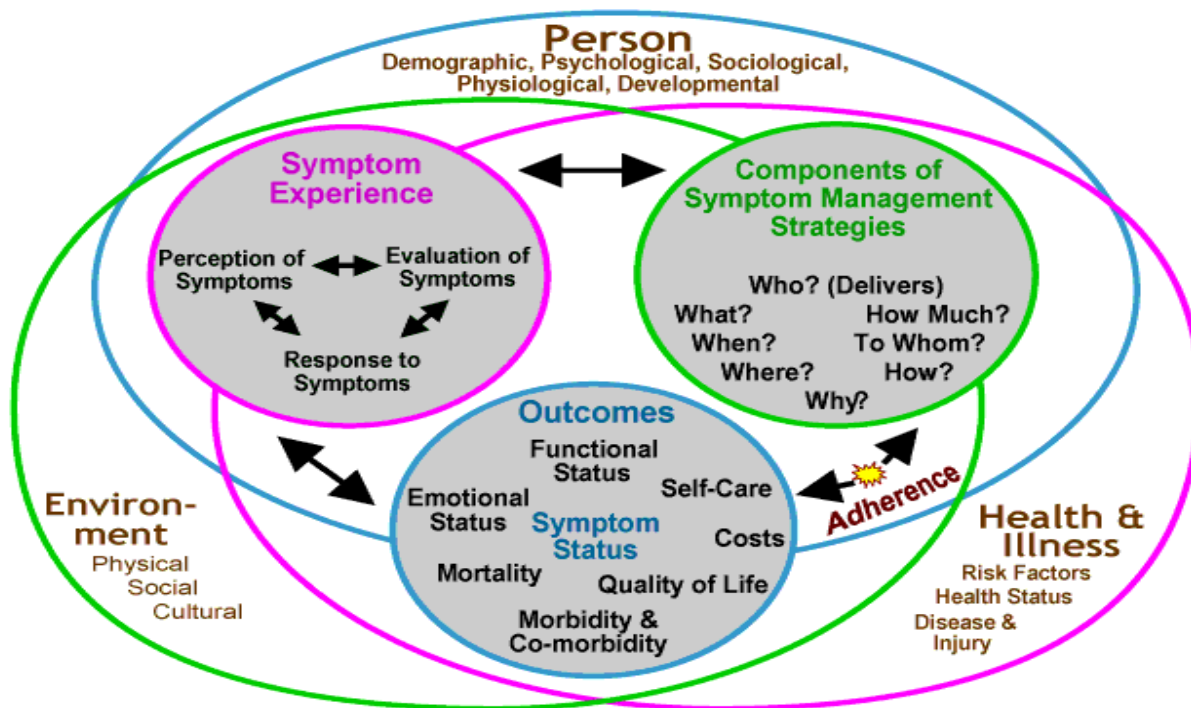 Person
Demographic, Psychological, Sociological,
Physiological, Developmental
Symptom
Experience
Perception of
Symptoms
Evaluation of
Symptoms
Response to
Symptoms
Components of
Symptom Management
Strategies
Who? (Delivers)
What?
How Much?
When?
To Whom?
Where?
How?
Why?
Outcomes
Functional
Status
Emotional
Status
Self-Care
Symptom
Status
Costs
Mortality
Quality of Life
Morbidity &
Co-morbidity
Adherence
Environ-
ment
Physical
Social
Cultural
Health &
Illness
Risk Factors
Health Status
Disease &
Injury